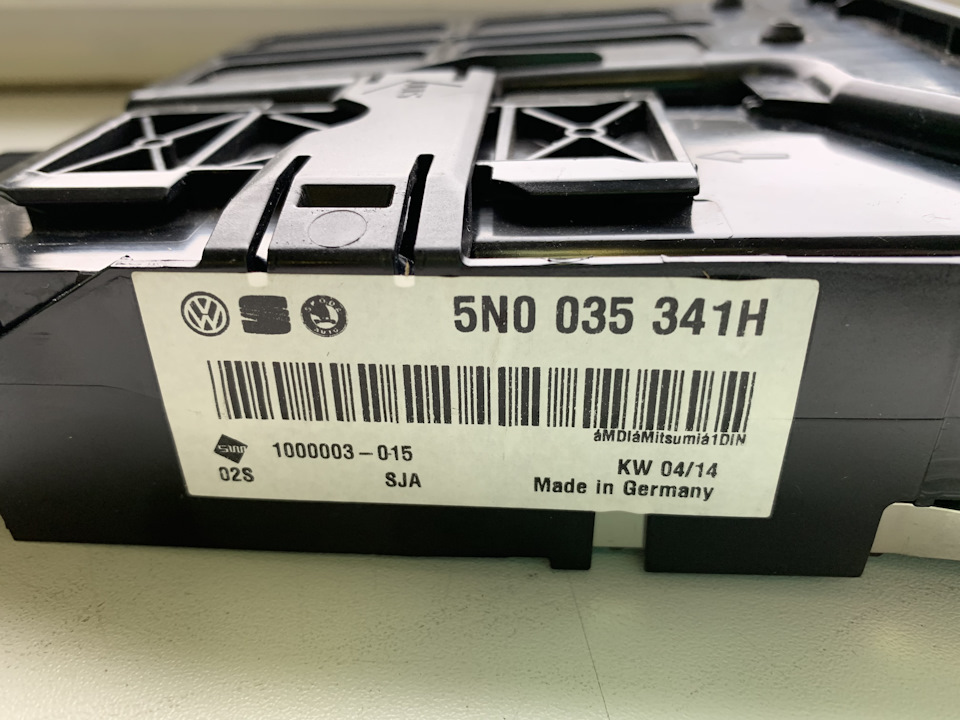 5N0 035 341H
áMDIáMitsumiá1DiN
1000003-015
KW 04/14
02S
SJA
Made in Germany